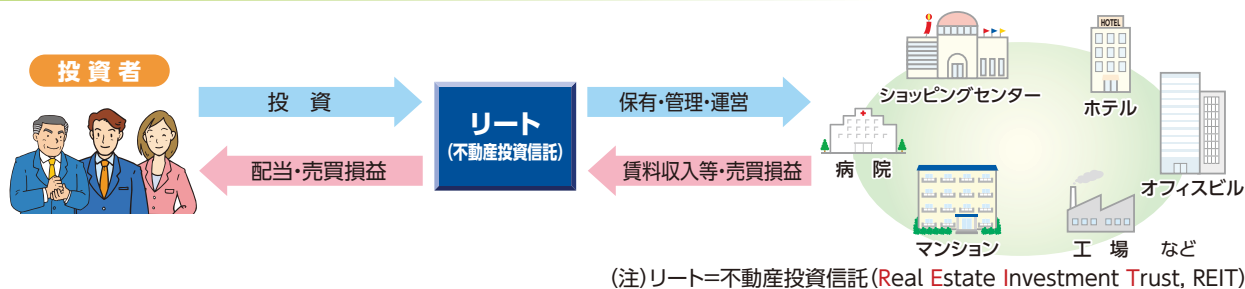 投資者
投 資
配当・売買損益
リート
(不動産投資信託)
保有・管理・運営
賃料収入等・売買損益
ショッピングセンター
HOTEL
ホテル
病 院
オフィスビル
マンション
工 場 など
(注)リート=不動産投資信託(Real Estate Investment Trust, REIT)